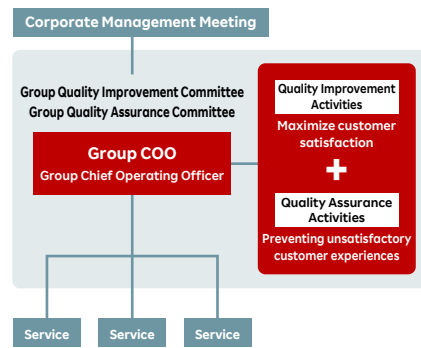 Corporate Management Meeting
Group Quality Improvement Committee
Group Quality Assurance Committee
Group COO
Group Chief Operating Officer
Quality Improvement
Activities
Maximize customer
satisfaction
+
Quality Assurance
Activities
Preventing unsatisfactory
customer experiences
Service
Service
Service